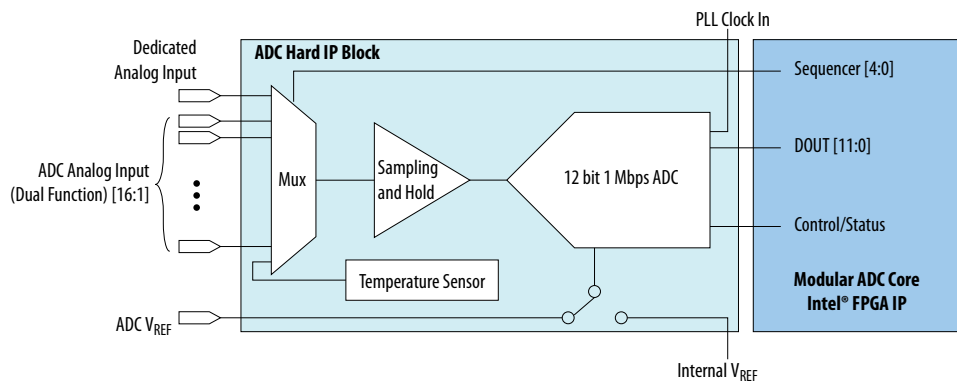 PLL Clock In
Dedicated
Analog Input
ADC Hard IP Block
Sequencer [4:0]
ADC Analog Input
(Dual Function) [16:1]
Mux
Sampling
and Hold
12 bit 1 Mbps ADC
DOUT [11:0]
Control/Status
Temperature Sensor
Modular ADC Core
Intel® FPGA IP
ADC VREF
Internal VREF